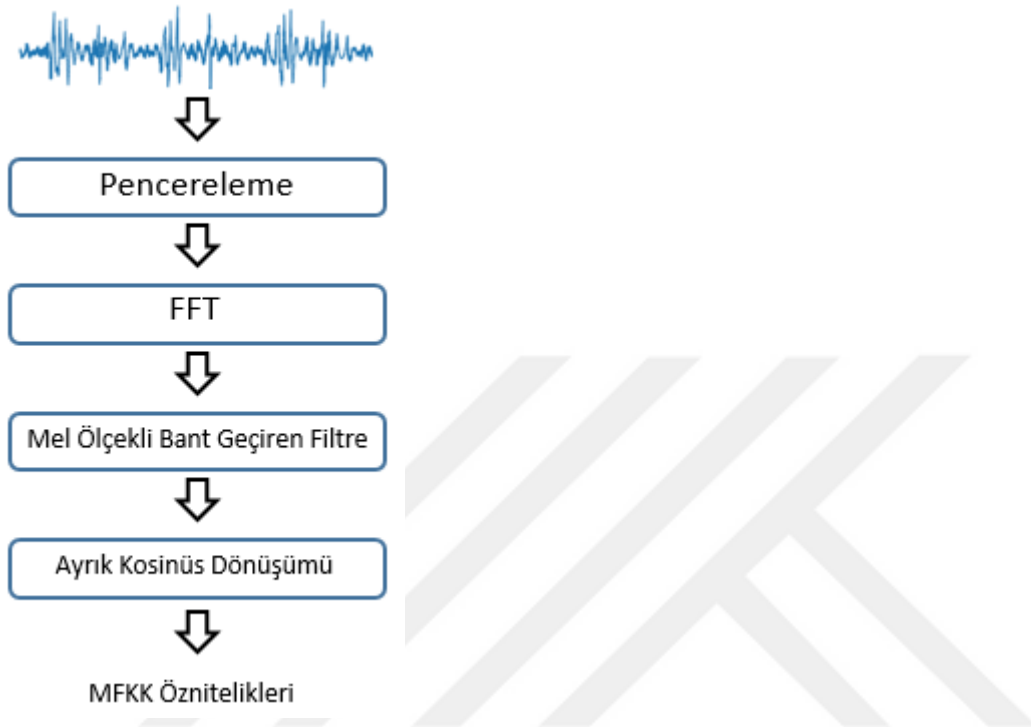 Pencereleme
FFT
Mel Ölçekli Bant Geçiren Filtre
Ayrık Kosinüs Dönüşümü
MFKK Öznitelikleri